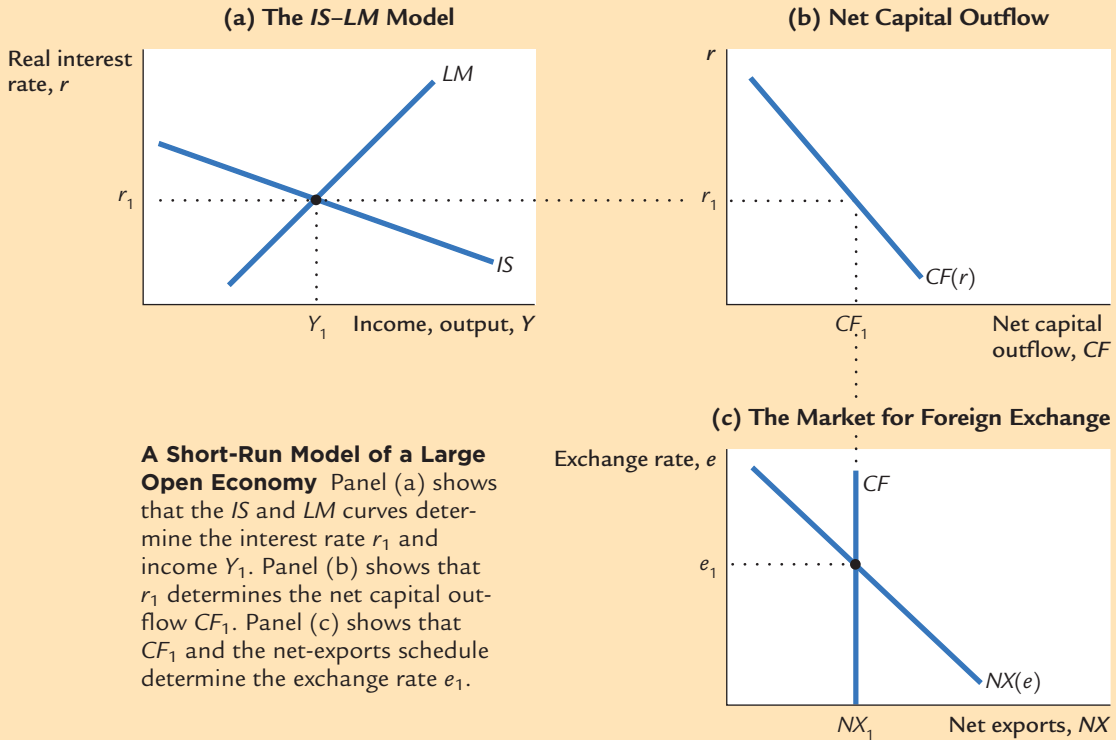 (a) The IS–LM Model
Real interest
rate, r
LM
r1
IS
Y1
Income, output, Y
(b) Net Capital Outflow
r
r1
CF(r)
CF1
Net capital
outflow, CF
A Short-Run Model of a Large
Open Economy Panel (a) shows
that the IS and LM curves deter-
mine the interest rate r1 and
income Y1. Panel (b) shows that
r1 determines the net capital out-
flow CF1. Panel (c) shows that
CF1 and the net-exports schedule
determine the exchange rate e1.
(c) The Market for Foreign Exchange
Exchange rate, e
CF
e1
NX(e)
NX1
Net exports, NX